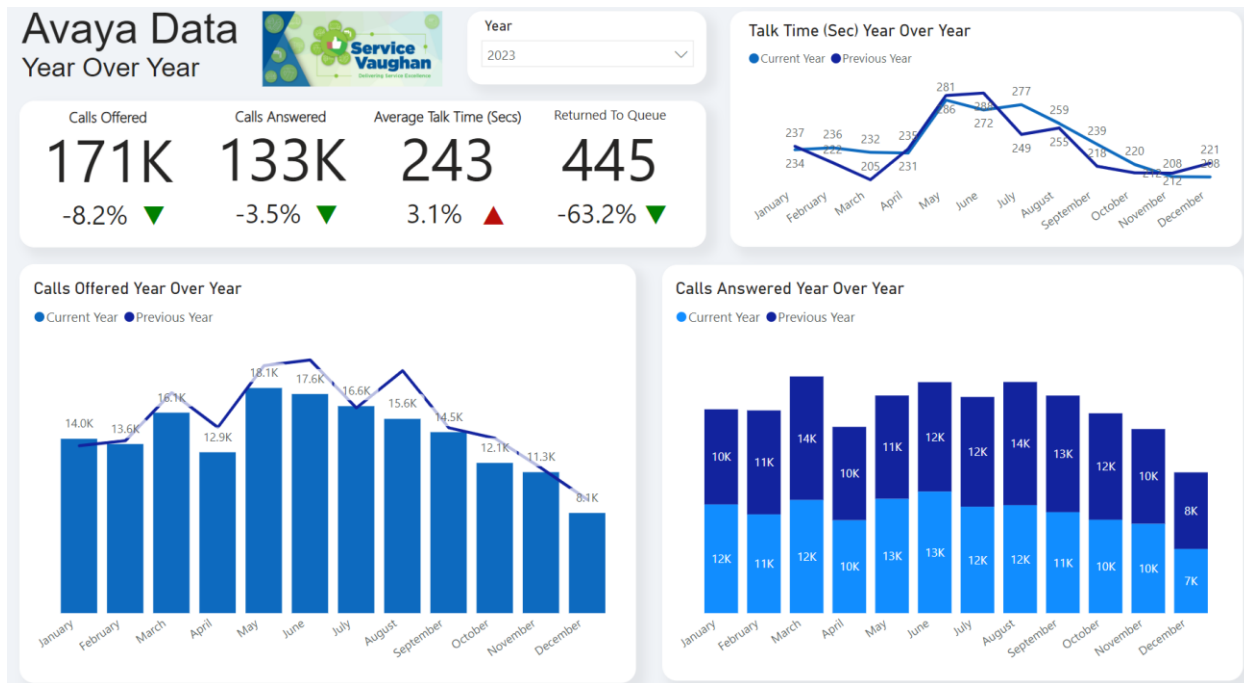 Avaya Data
Year Over Year
Service
Vaughan
Delivering Service Excellence
Year
2023
Calls Offered
171K
-8.2%
Calls Answered
133K
-3.5%
Average Talk Time (Secs)
243
3.1%
Returned To Queue
445
-63.2%
Talk Time (Sec) Year Over Year
Current Year Previous Year
237 236 232 235 281 286 277 259 239 220 208 221
234 222 205 231 286 272 249 255 218 212 212 208
January February March April May June July August September October November December
Calls Offered Year Over Year
Current Year Previous Year
14.0K 13.6K 16.1K 12.9K 18.1K 17.6K 16.6K 15.6K 14.5K 12.1K 11.3K 8.1K
January February March April May June July August September October November December
Calls Answered Year Over Year
Current Year Previous Year
10K 11K 14K 10K 11K 12K 12K 14K 13K 12K 10K 8K
12K 11K 12K 10K 13K 13K 12K 12K 11K 10K 10K 7K
January February March April May June July August September October November December